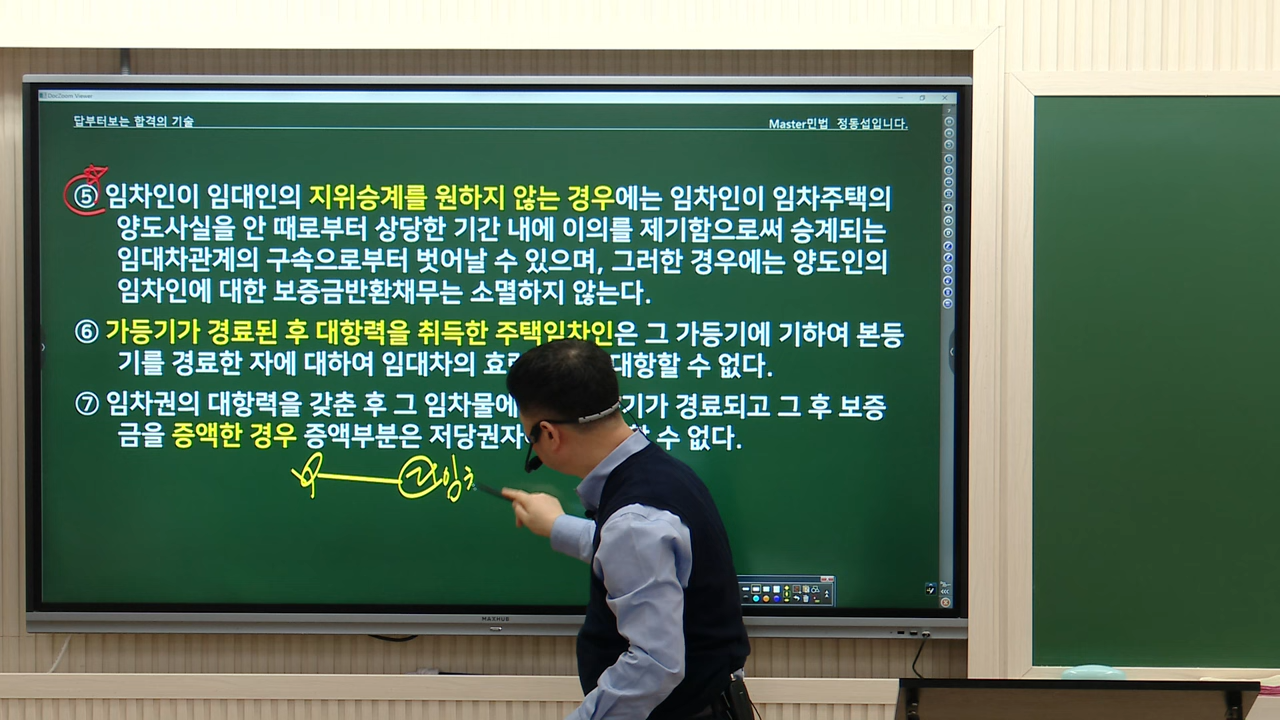 DocZoom Viewer
답부터보는 합격의 기술
Master민법 정동섭입니다.
⑤ 임차인이 임대인의 지위승계를 원하지 않는 경우에는 임차인이 임차주택의
양도사실을 안 때로부터 상당한 기간 내에 이의를 제기함으로써 승계되는
임대차관계의 구속으로부터 벗어날 수 있으며, 그러한 경우에는 양도인의
임차인에 대한 보증금반환채무는 소멸하지 않는다.
⑥ 가등기가 경료된 후 대항력을 취득한 주택임차인은 그 가등기에 기하여 본등
기를 경료한 자에 대하여 임대차의 대항할 수 없다.
⑦ 임차권의 대항력을 갖춘 후 그 임차물에 경료되고 그 후 보증
금을 증액한 경우 증액부분은 수 없다.
MAXHUB